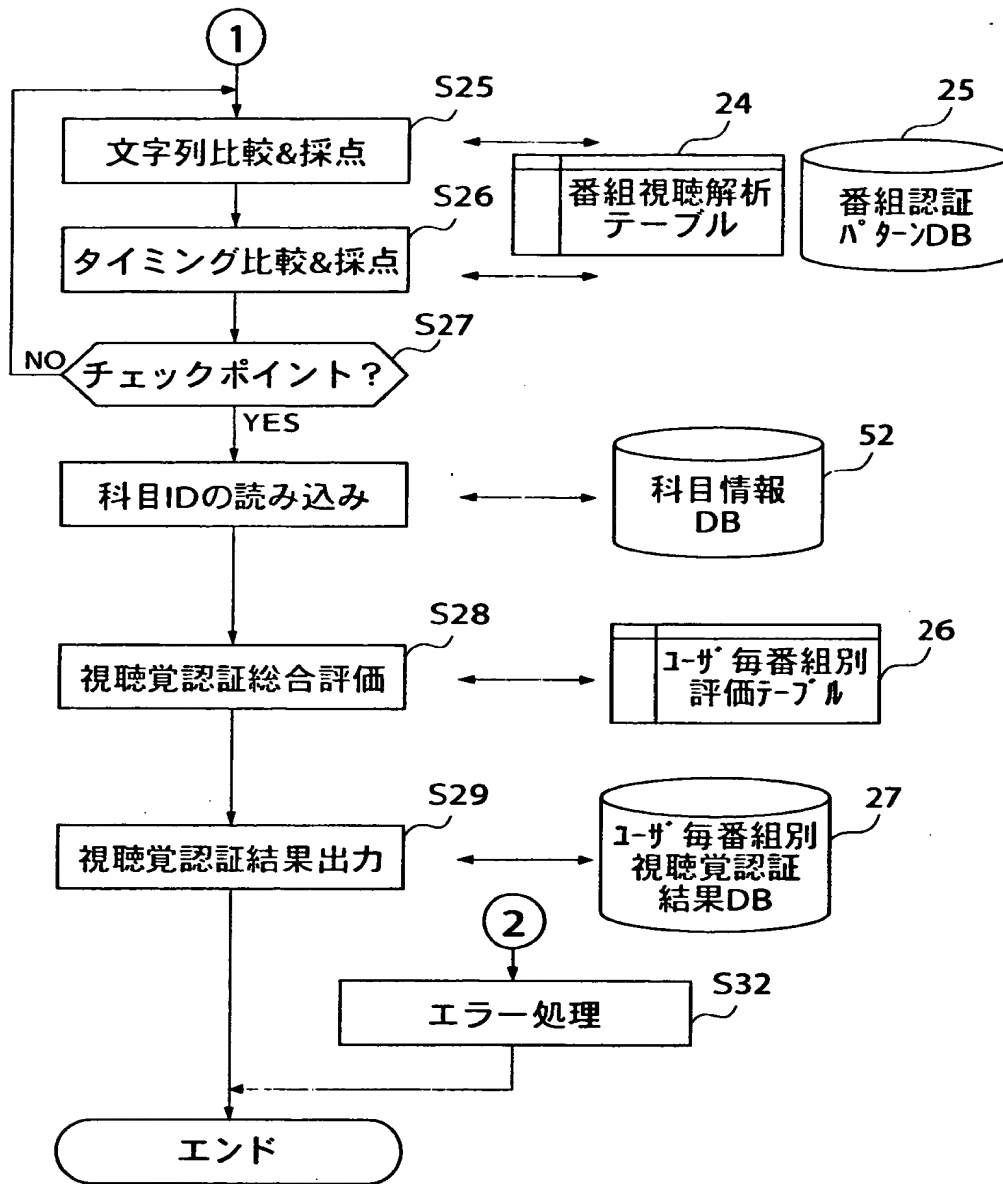 1
S25
文字列比較&採点
24
番組視聴解析
テーブル
25
番組認証
ﾊﾟﾀｰﾝDB
S26
タイミング比較&採点
S27
NO
チェックポイント?
YES
科目IDの読み込み
52
科目情報
DB
S28
視聴覚認証総合評価
26
ﾕｰｻﾞ毎番組別
評価ﾃｰﾌﾞﾙ
S29
視聴覚認証結果出力
27
ﾕｰｻﾞ毎番組別
視聴覚認証
結果DB
2
S32
エラー処理
エンド